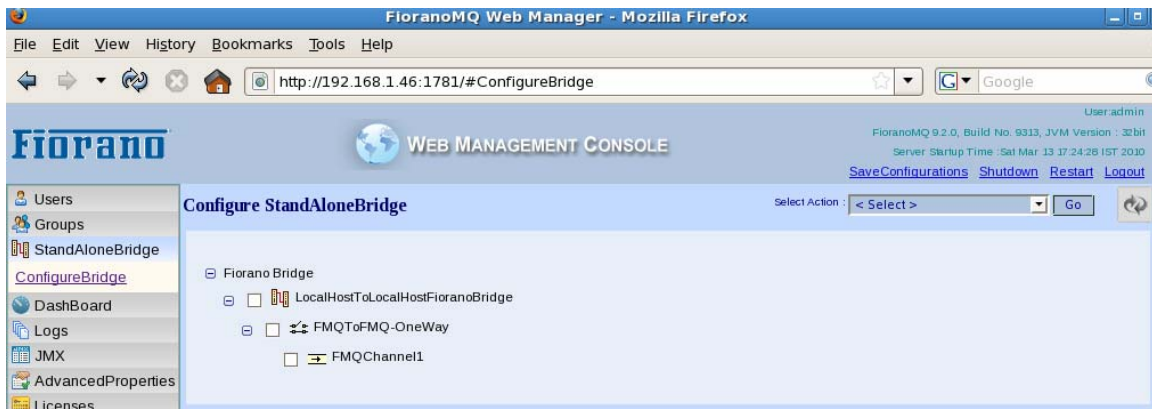 FioranoMQ Web Manager - Mozilla Firefox
File Edit View History Bookmarks Tools Help
http://192.168.1.46:1781/#ConfigureBridge
G Google
User:admin
Fiorano
WEB MANAGEMENT CONSOLE
FioranoMQ 9.2.0, Build No. 9313, JVM Version : 32bit
Server Startup Time :Sat Mar 13 17:24:28 IST 2010
SaveConfigurations Shutdown Restart Logout
Users
Groups
StandAloneBridge
ConfigureBridge
DashBoard
Logs
JMX
AdvancedProperties
Licenses
Configure StandAloneBridge
Select Action : < Select > Go
Fiorano Bridge
LocalHostToLocalHostFioranoBridge
FMQToFMQ-OneWay
FMQChannel1